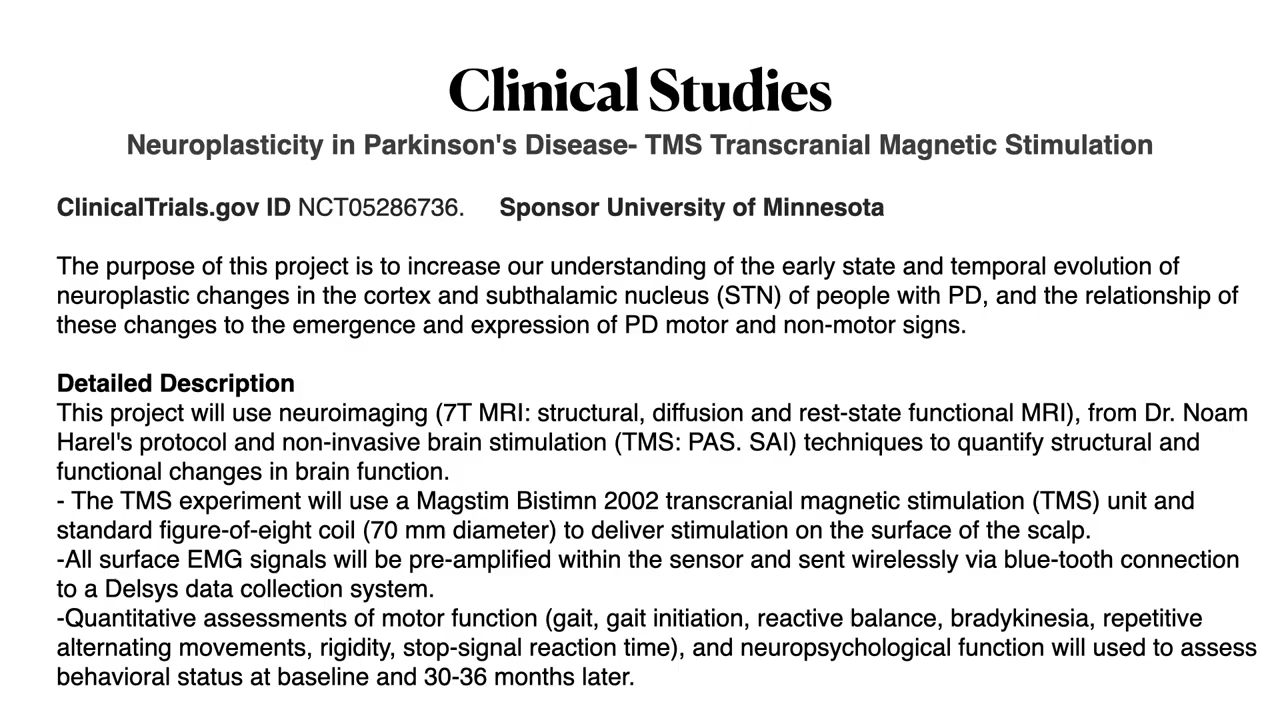 Clinical Studies
Neuroplasticity in Parkinson's Disease- TMS Transcranial Magnetic Stimulation
ClinicalTrials.gov ID NCT05286736. Sponsor University of Minnesota
The purpose of this project is to increase our understanding of the early state and temporal evolution of
neuroplastic changes in the cortex and subthalamic nucleus (STN) of people with PD, and the relationship of
these changes to the emergence and expression of PD motor and non-motor signs.
Detailed Description
This project will use neuroimaging (7T MRI: structural, diffusion and rest-state functional MRI), from Dr. Noam
Harel's protocol and non-invasive brain stimulation (TMS: PAS. SAI) techniques to quantify structural and
functional changes in brain function.
- The TMS experiment will use a Magstim Bistimn 2002 transcranial magnetic stimulation (TMS) unit and
standard figure-of-eight coil (70 mm diameter) to deliver stimulation on the surface of the scalp.
-All surface EMG signals will be pre-amplified within the sensor and sent wirelessly via blue-tooth connection
to a Delsys data collection system.
-Quantitative assessments of motor function (gait, gait initiation, reactive balance, bradykinesia, repetitive
alternating movements, rigidity, stop-signal reaction time), and neuropsychological function will used to assess
behavioral status at baseline and 30-36 months later.